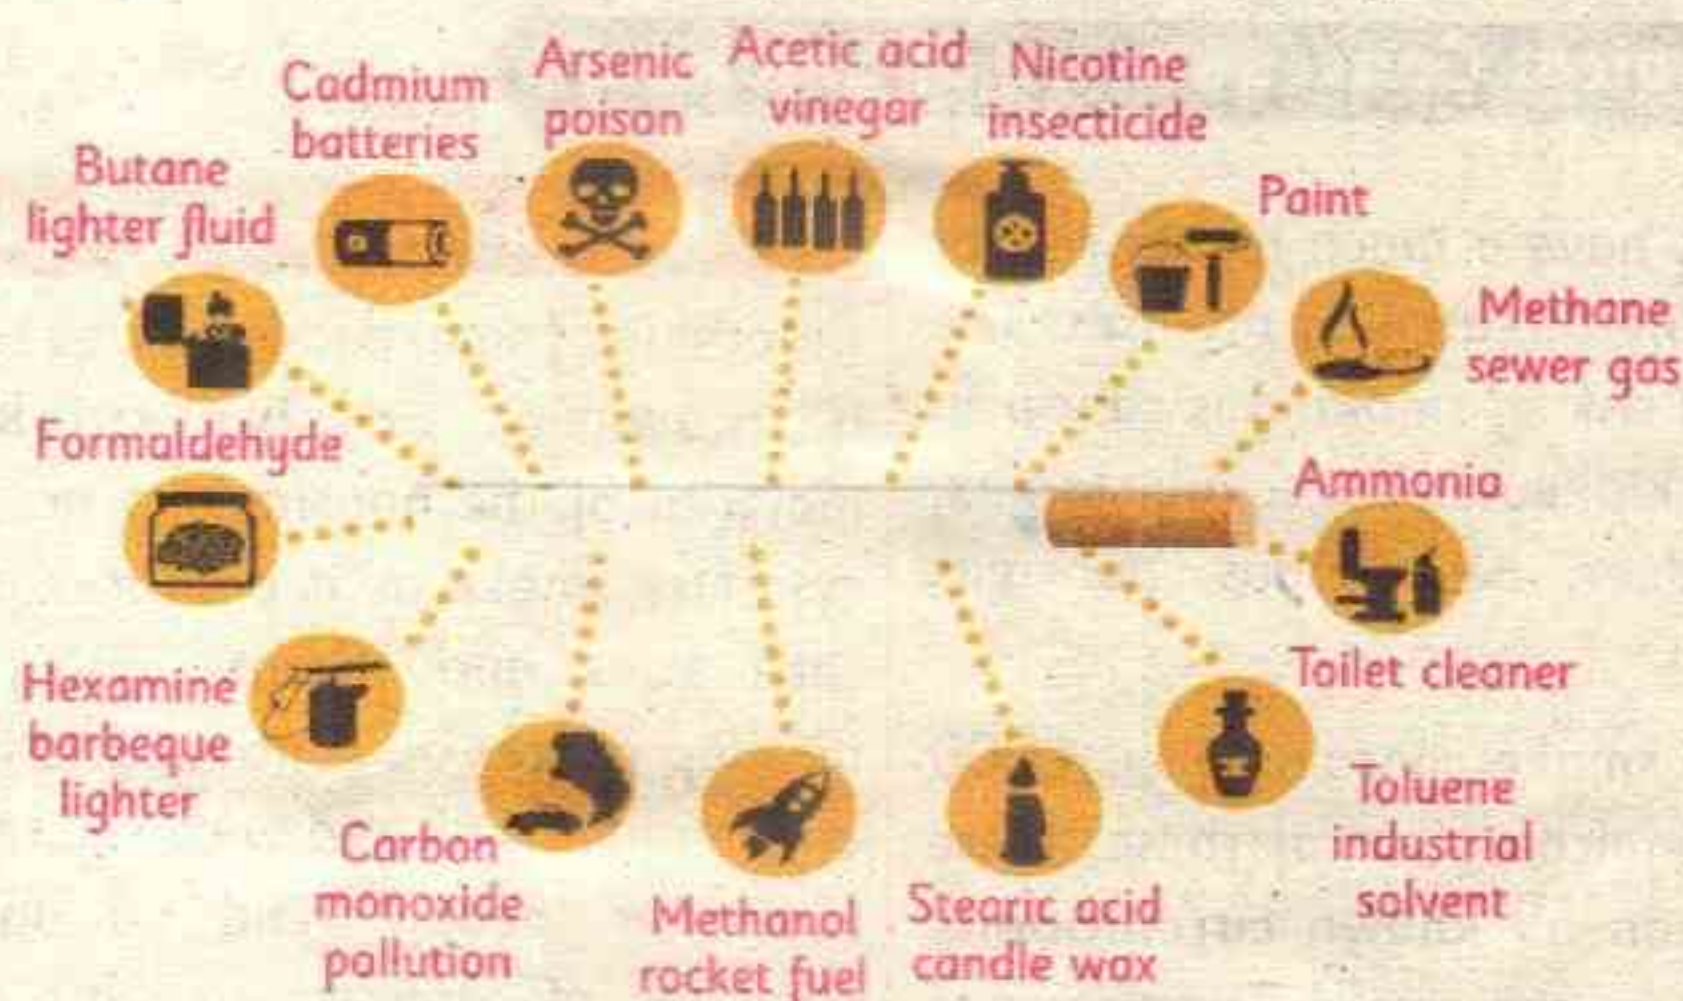 Butane
lighter fluid
Cadmium
batteries
Arsenic
poison
Acetic acid
vinegar
Nicotine
insecticide
Paint
Methane
sewer gas
Formaldehyde
Ammonia
Toilet cleaner
Hexamine
barbeque
lighter
Carbon
monoxide
pollution
Methanol
rocket fuel
Stearic acid
candle wax
Toluene
industrial
solvent